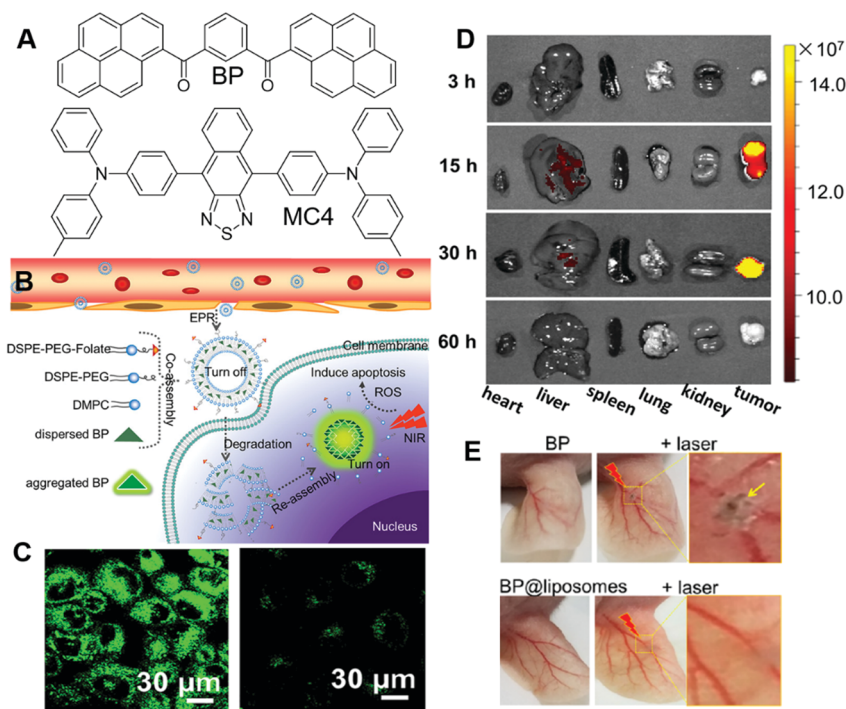 A
O
O
BP
N
N
N
N
S
MC4
B
EPR
DSPE-PEG-Folate
DSPE-PEG
DMPC
dispersed BP
aggregated BP
Co-assembly
Turn off
Cell membrane
Induce apoptosis
ROS
NIR
Degradation
Turn on
Re-assembly
Nucleus
C
30 µm
30 µm
D
3 h
15 h
30 h
60 h
heart
liver
spleen
lung
kidney
tumor
×10⁷
14.0
12.0
10.0
E
BP
+ laser
BP@liposomes
+ laser